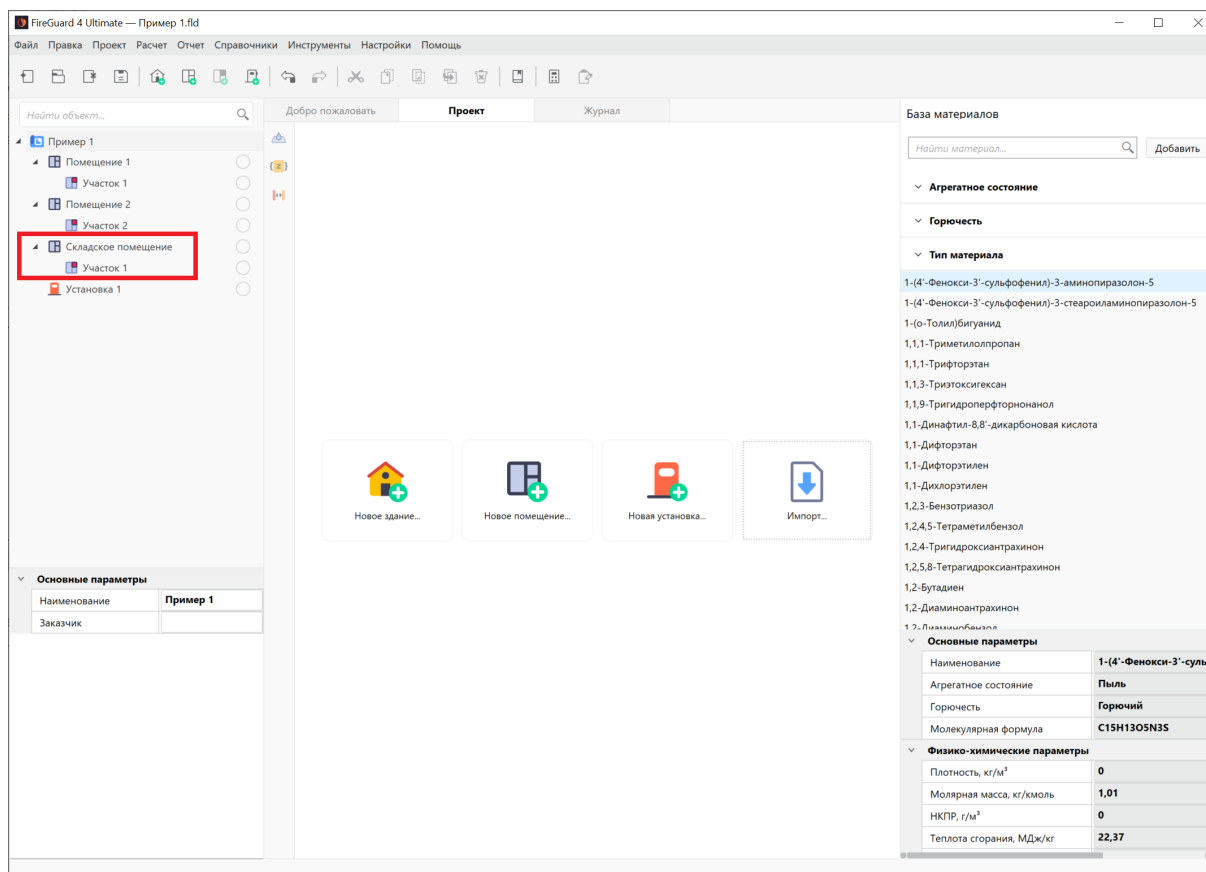 FireGuard 4 Ultimate — Пример 1.fld
Файл Правка Проект Расчет Отчет Справочники Инструменты Настройки Помощь
Найти объект...
Пример 1
Помещение 1
Участок 1
Помещение 2
Участок 2
Складское помещение
Участок 1
Установка 1
Основные параметры
Наименование Пример 1
Заказчик
Добро пожаловать Проект Журнал
{Z}
Новое здание... Новое помещение... Новая установка... Импорт...
База материалов
Найти материал... Добавить
Агрегатное состояние
Горючесть
Тип материала
1-(4'-Фенокси-3'-сульфофенил)-3-аминопиразолон-5
1-(4'-Фенокси-3'-сульфофенил)-3-стеароиламинопиразолон-5
1-(о-Толил)бигуанид
1,1,1-Триметилолпропан
1,1,1-Трифторэтан
1,1,3-Триэтоксигексан
1,1,9-Тригидроперфторнонанол
1,1-Динафтил-8,8'-дикарбоновая кислота
1,1-Дифторэтан
1,1-Дифторэтилен
1,1-Дихлорэтилен
1,2,3-Бензотриазол
1,2,4,5-Тетраметилбензол
1,2,4-Тригидроксиантрахинон
1,2,5,8-Тетрагидроксиантрахинон
1,2-Бутадиен
1,2-Диаминоантрахинон
1,2-Диаминобензол
Основные параметры
Наименование 1-(4'-Фенокси-3'-суль
Агрегатное состояние Пыль
Горючесть Горючий
Молекулярная формула C15H13O5N3S
Физико-химические параметры
Плотность, кг/м³ 0
Молярная масса, кг/кмоль 1,01
НКПР, г/м³ 0
Теплота сгорания, МДж/кг 22,37